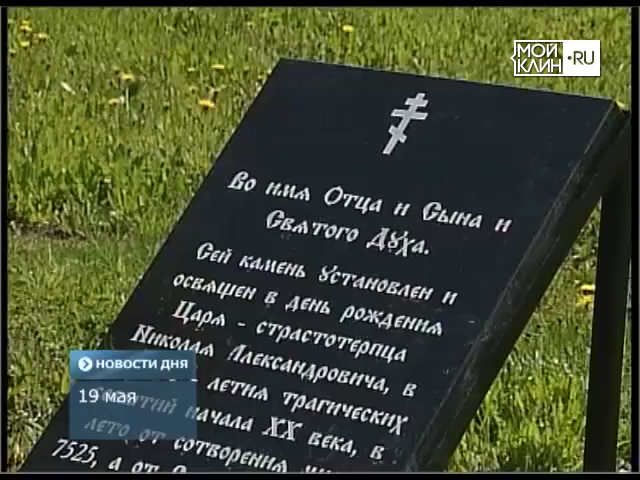 МОЙ
КЛИН .RU
Во имя Отца и Сына и
Святого Духа.
Сей камень установлен и
освящен в день рождения
Царя - страстотерпца
Николая Александровича, в
летия трагических
начала XX века, в
лето от сотворения
7525, а от
НОВОСТИ ДНЯ
19 мая